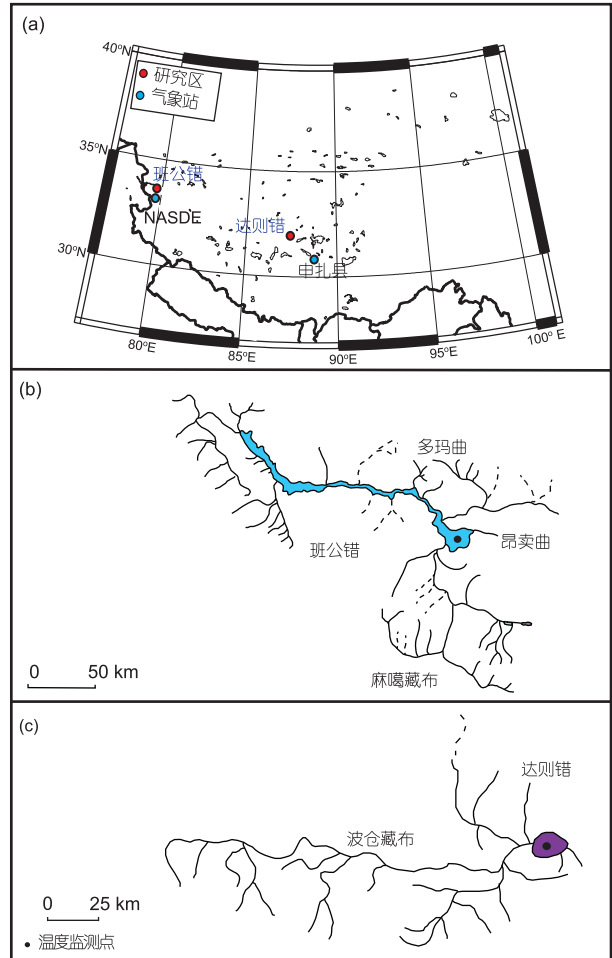 (a)
40°N
研究区
气象站
35°N
班公错
NASDE
达则错
30°N
申扎县
80°E
85°E
90°E
95°E
100° E
(b)
多玛曲
班公错
昂卖曲
0 50 km
麻噶藏布
(c)
达则错
波仓藏布
0 25 km
温度监测点